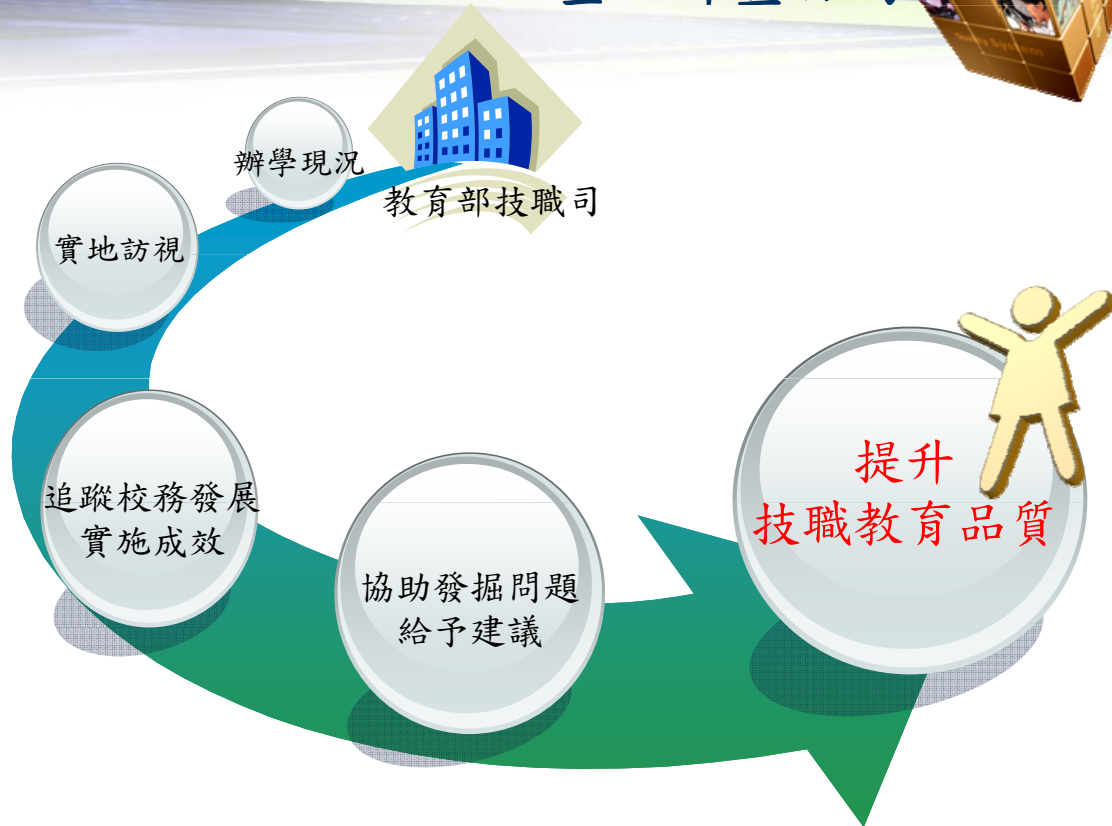 教育部技職司
辦學現況
實地訪視
追蹤校務發展
實施成效
協助發掘問題
給予建議
提升
技職教育品質